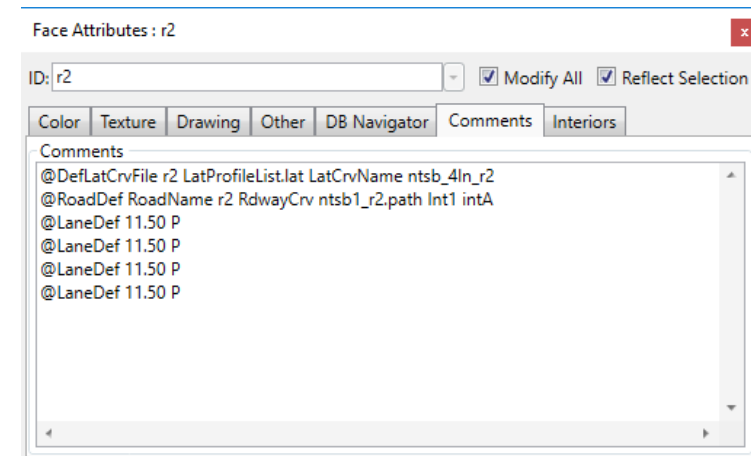 Face Attributes : r2
x
ID: r2 Modify All Reflect Selection
Color Texture Drawing Other DB Navigator Comments Interiors
Comments
@DefLatCrvFile r2 LatProfileList.lat LatCrvName ntsb_4ln_r2
@RoadDef RoadName r2 RdwayCrv ntsb1_r2.path Int1 intA
@LaneDef 11.50 P
@LaneDef 11.50 P
@LaneDef 11.50 P
@LaneDef 11.50 P